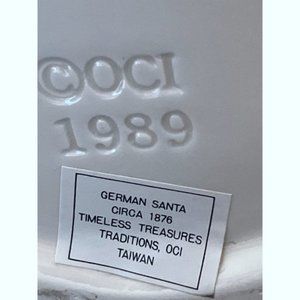 ©OCI
1989
GERMAN SANTA
CIRCA 1876
TIMELESS TREASURES
TRADITIONS, OCI
TAIWAN